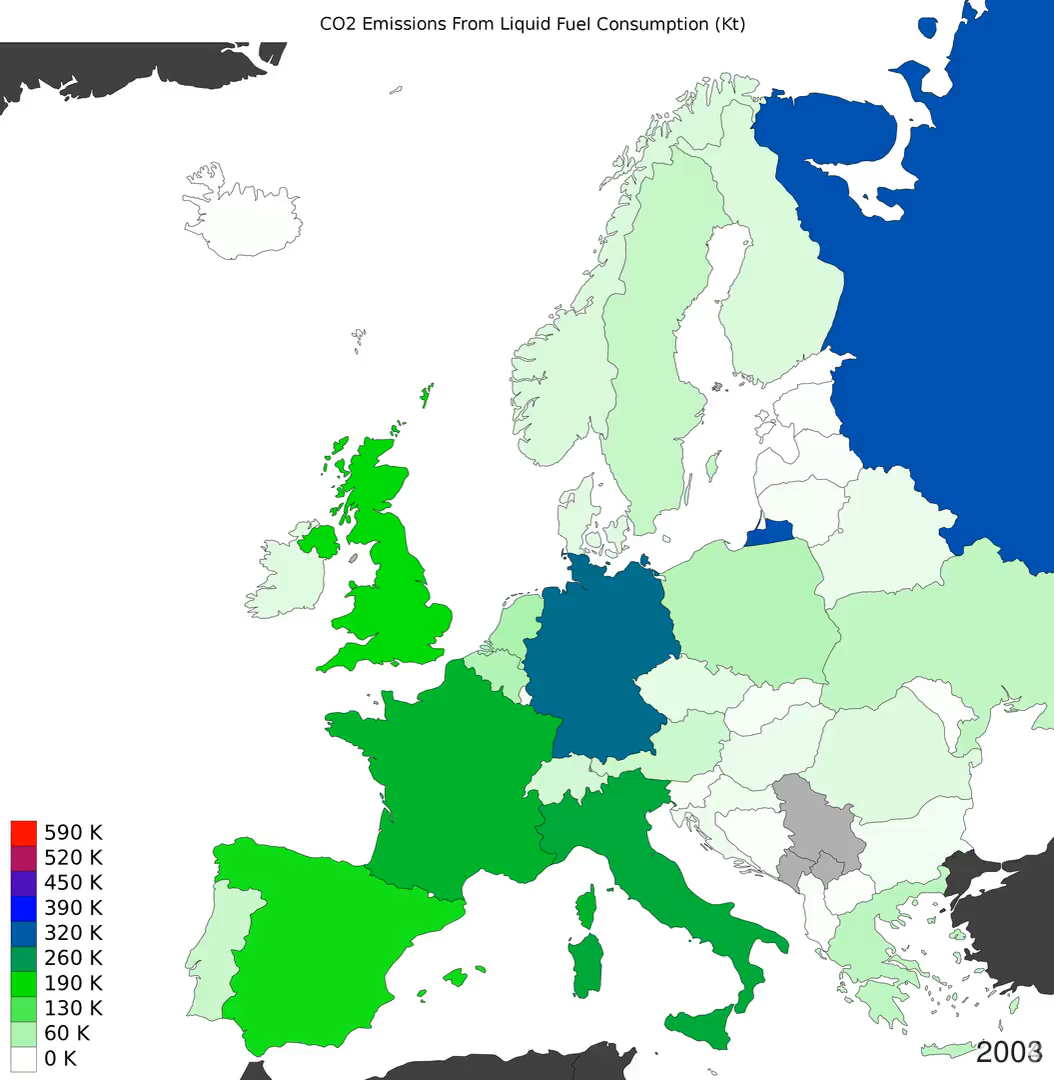 CO2 Emissions From Liquid Fuel Consumption (Kt)
590 K
520 K
450 K
390 K
320 K
260 K
190 K
130 K
60 K
0 K
2003